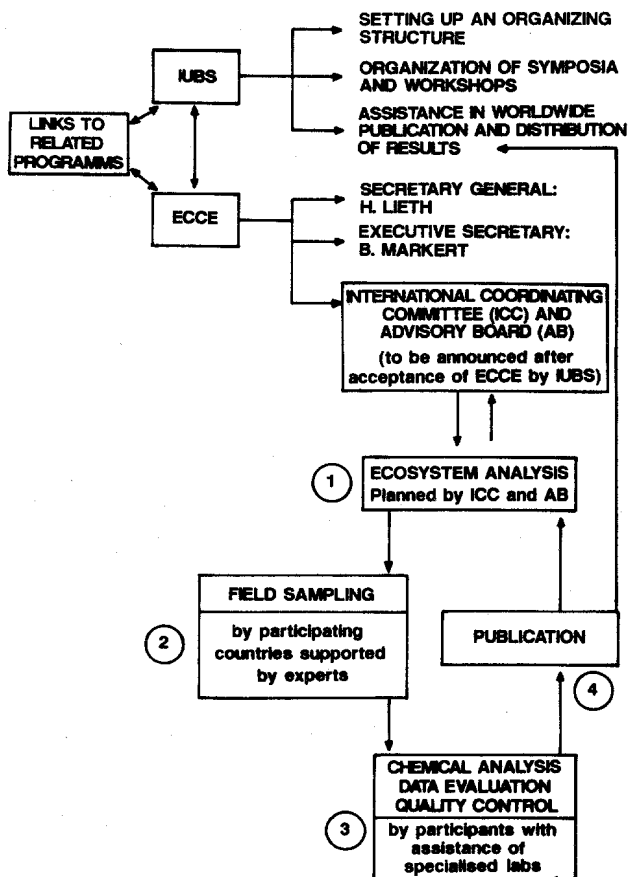 SETTING UP AN ORGANIZING
STRUCTURE
IUBS
ORGANIZATION OF SYMPOSIA
AND WORKSHOPS
LINKS TO
RELATED
PROGRAMMS
ASSISTANCE IN WORLDWIDE
PUBLICATION AND DISTRIBUTION
OF RESULTS
ECCE
SECRETARY GENERAL:
H. LIETH
EXECUTIVE SECRETARY:
B. MARKERT
INTERNATIONAL COORDINATING
COMMITTEE (ICC) AND
ADVISORY BOARD (AB)
(to be announced after
acceptance of ECCE by IUBS)
1
ECOSYSTEM ANALYSIS
Planned by ICC and AB
2
FIELD SAMPLING
by participating
countries supported
by experts
PUBLICATION
4
3
CHEMICAL ANALYSIS
DATA EVALUATION
QUALITY CONTROL
by participants with
assistance of
specialised labs